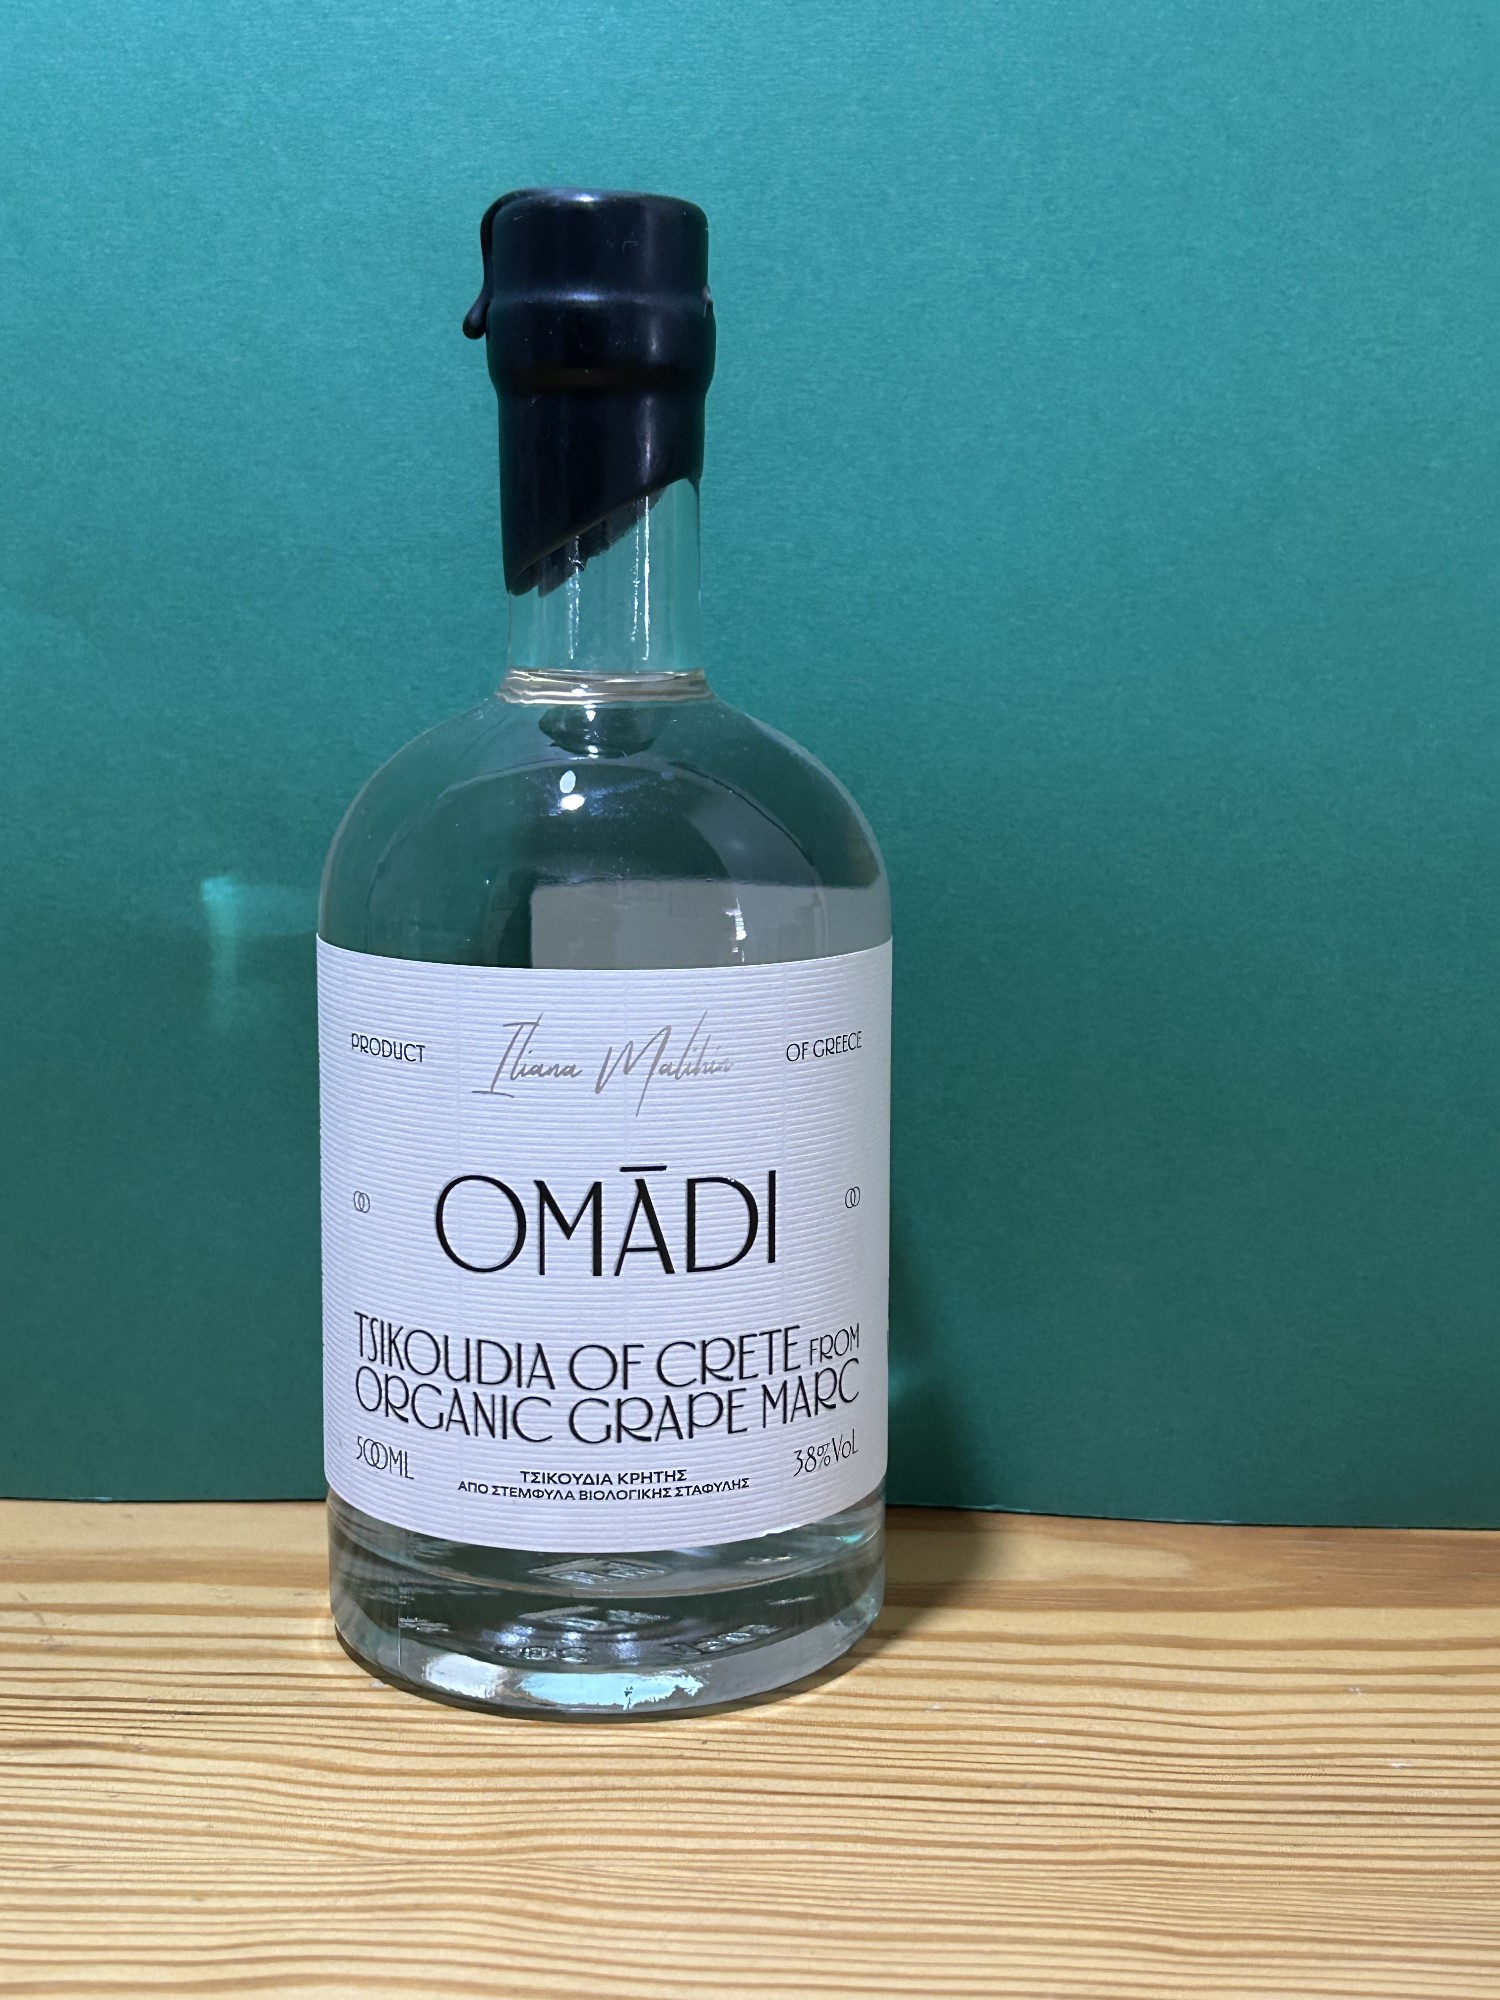 PRODUCT
Iliana Malihin
OF GREECE
OMĀDI
TSIKOUDIA OF CRETE FROM
ORGANIC GRAPE MARC
500ML
38% VOL
ΤΣΙΚΟΥΔΙΑ ΚΡΗΤΗΣ
ΑΠΟ ΣΤΕΜΦΥΛΑ ΒΙΟΛΟΓΙΚΗΣ ΣΤΑΦΥΛΗΣ